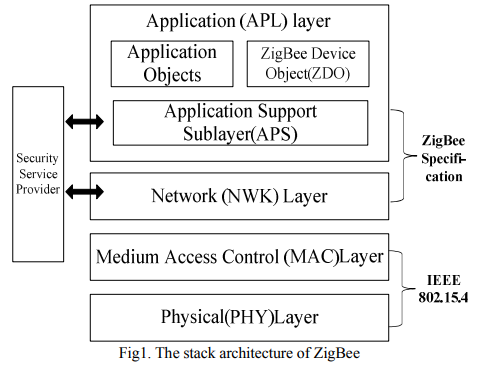 Application (APL) layer
Application
Objects
ZigBee Device
Object(ZDO)
Application Support
Sublayer(APS)
Security
Service
Provider
ZigBee
Specifi-
cation
Network (NWK) Layer
Medium Access Control (MAC)Layer
IEEE
802.15.4
Physical(PHY)Layer
Fig1. The stack architecture of ZigBee